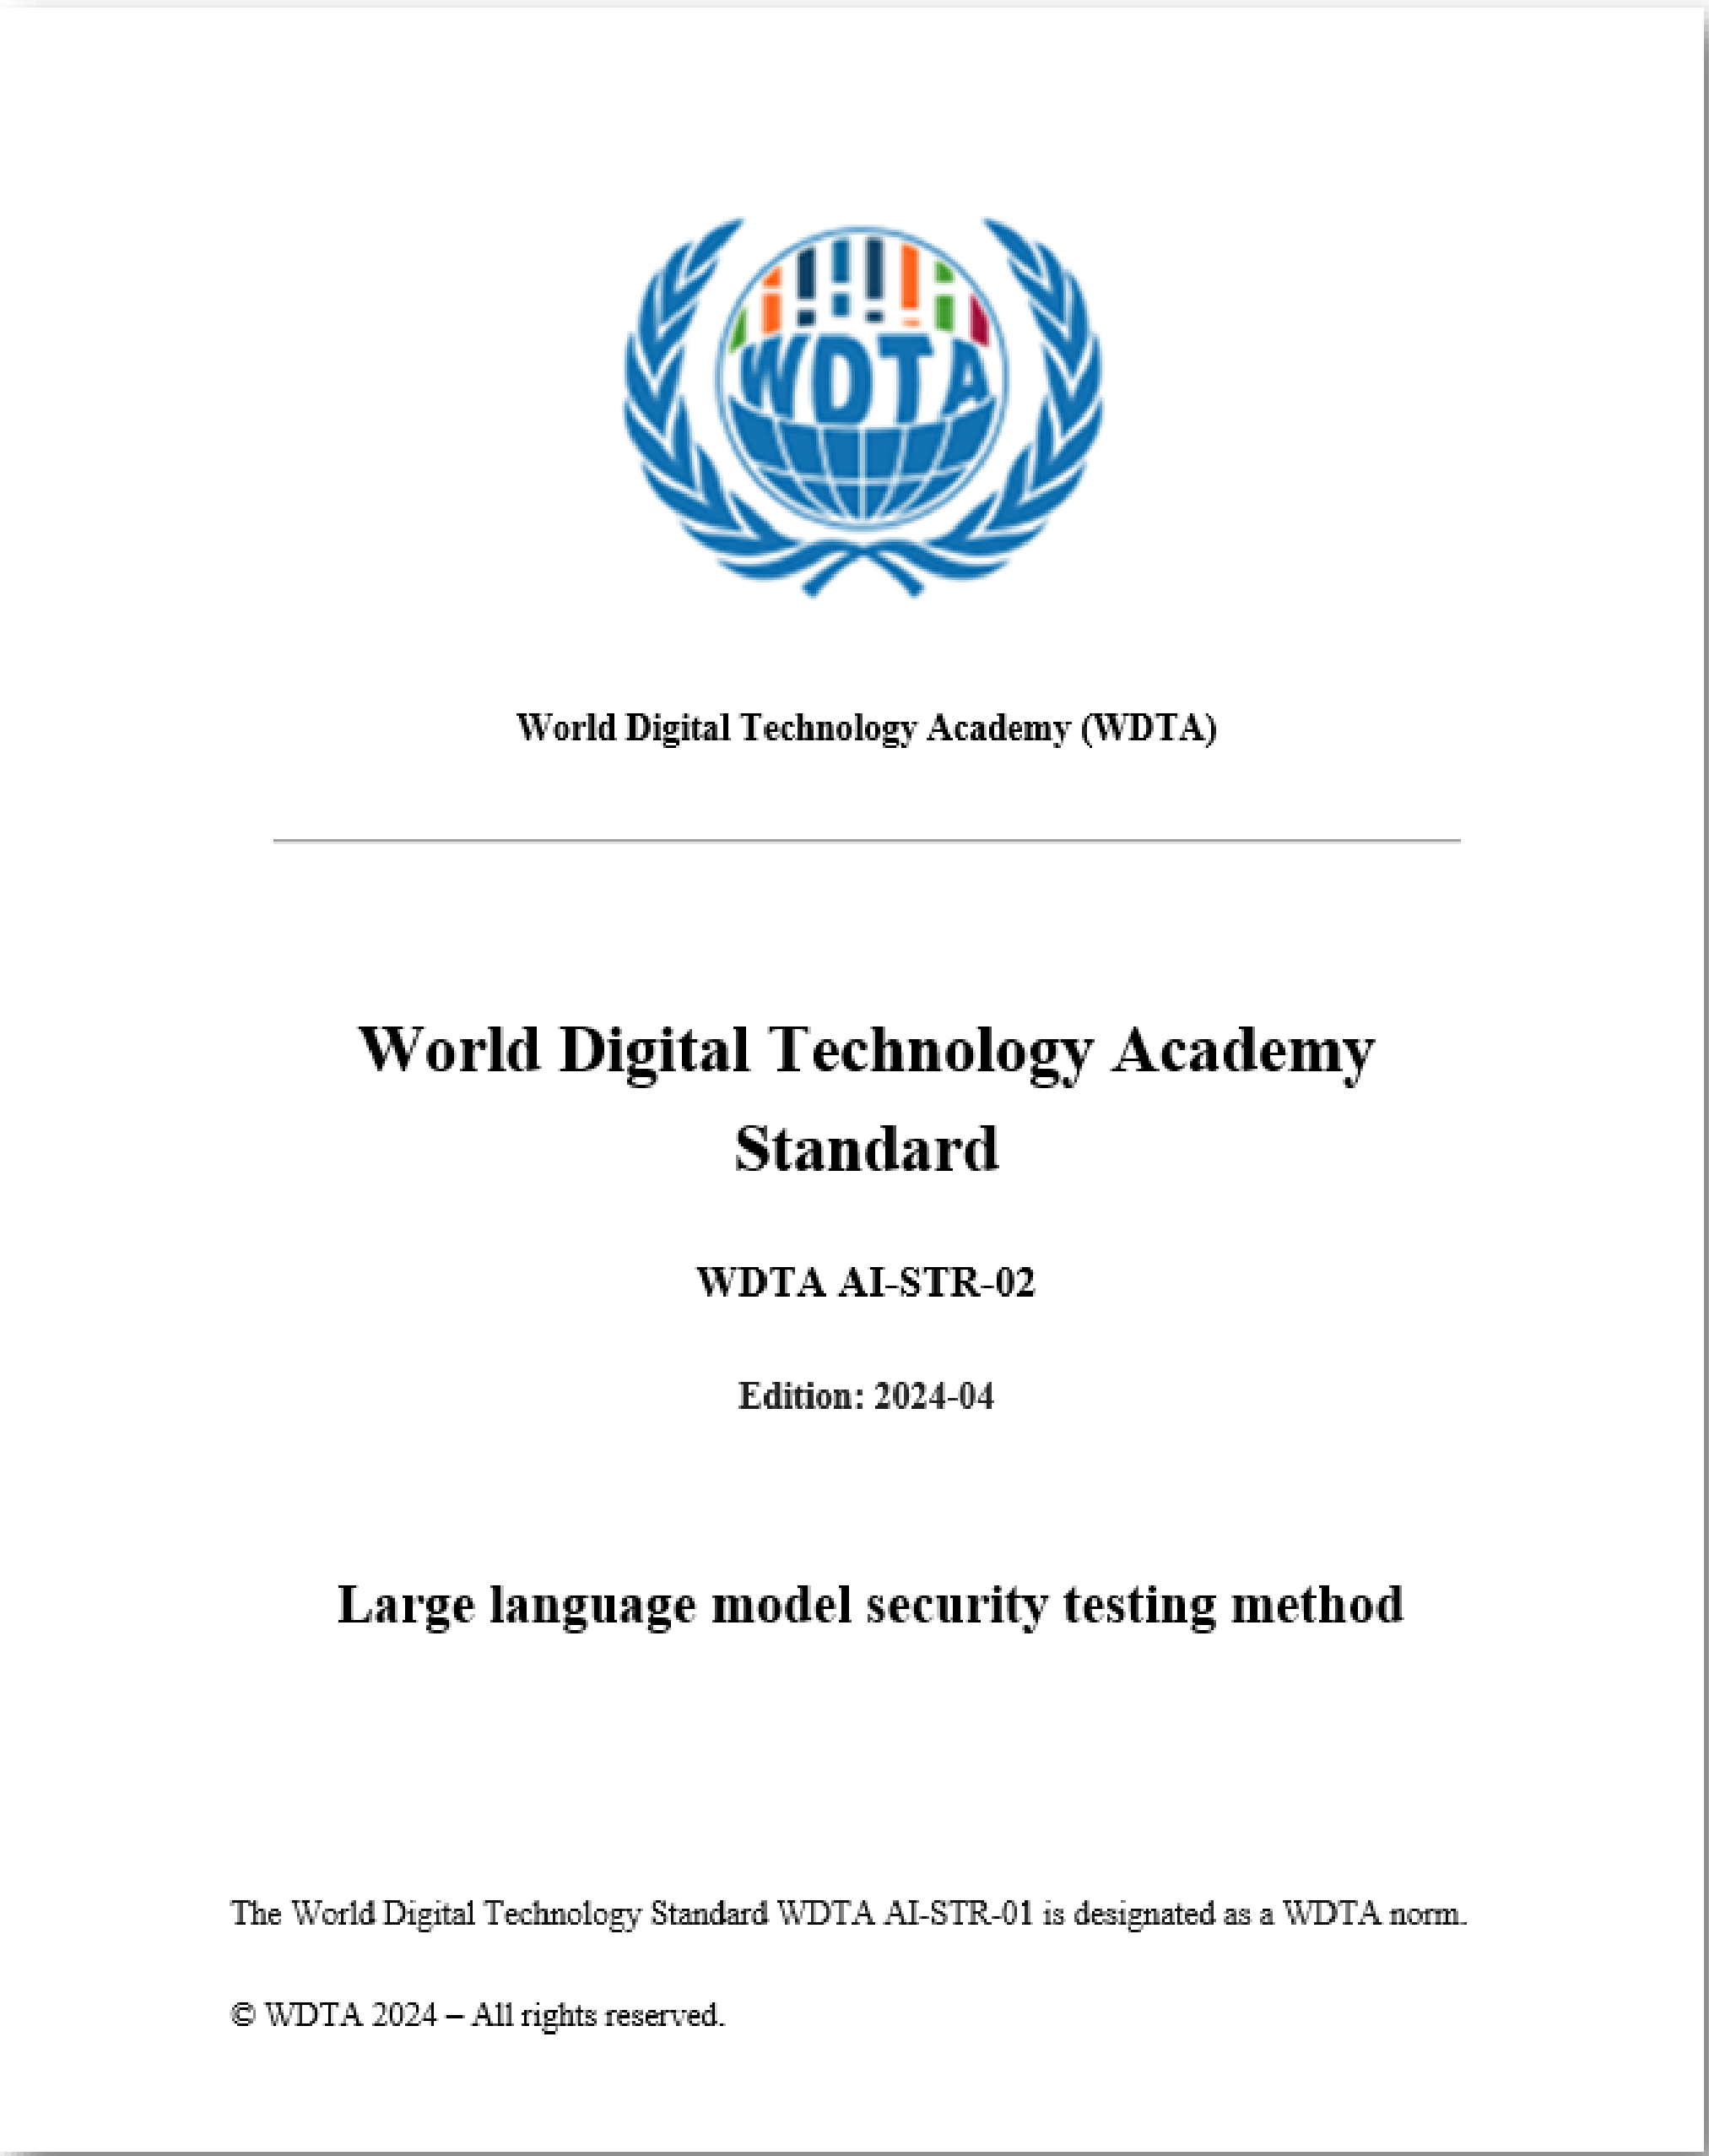 WDTA
World Digital Technology Academy (WDTA)
World Digital Technology Academy
Standard
WDTA AI-STR-02
Edition: 2024-04
Large language model security testing method
The World Digital Technology Standard WDTA AI-STR-01 is designated as a WDTA norm.
© WDTA 2024 – All rights reserved.